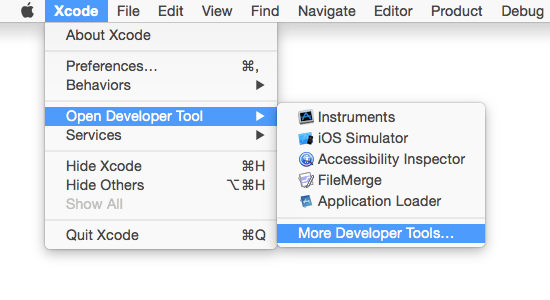 Xcode File Edit View Find Navigate Editor Product Debug
About Xcode
Preferences... ⌘,
Behaviors ▶
Open Developer Tool ▶
Services ▶
Hide Xcode ⌘H
Hide Others ⌥⌘H
Show All
Quit Xcode ⌘Q
Instruments
iOS Simulator
Accessibility Inspector
FileMerge
Application Loader
More Developer Tools...